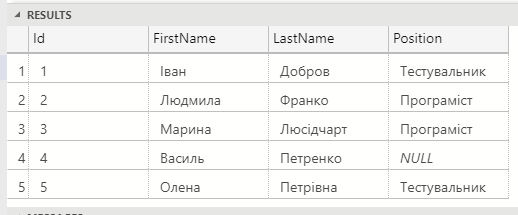 RESULTS
Id FirstName LastName Position
1 1 Іван Добров Тестувальник
2 2 Людмила Франко Програміст
3 3 Марина Люсідчарт Програміст
4 4 Василь Петренко NULL
5 5 Олена Петрівна Тестувальник